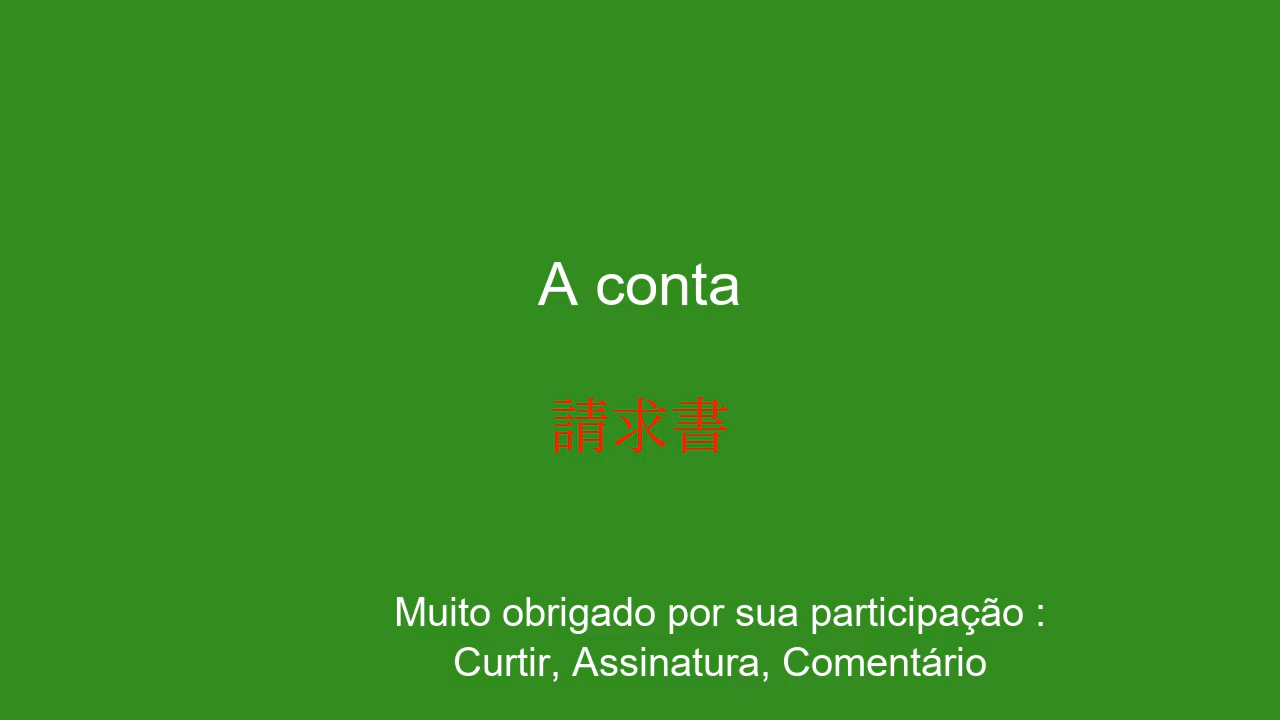 A conta
請求書
Muito obrigado por sua participação :
Curtir, Assinatura, Comentário